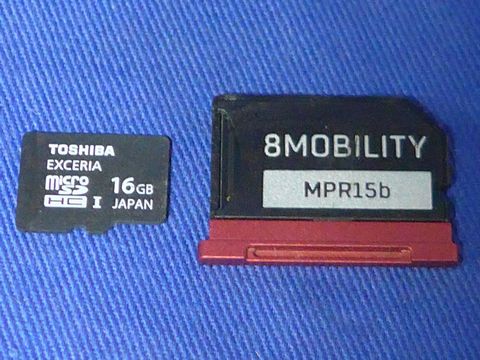 TOSHIBA
EXCERIA
micro SD HC I
16GB
JAPAN
8MOBILITY
MPR15b